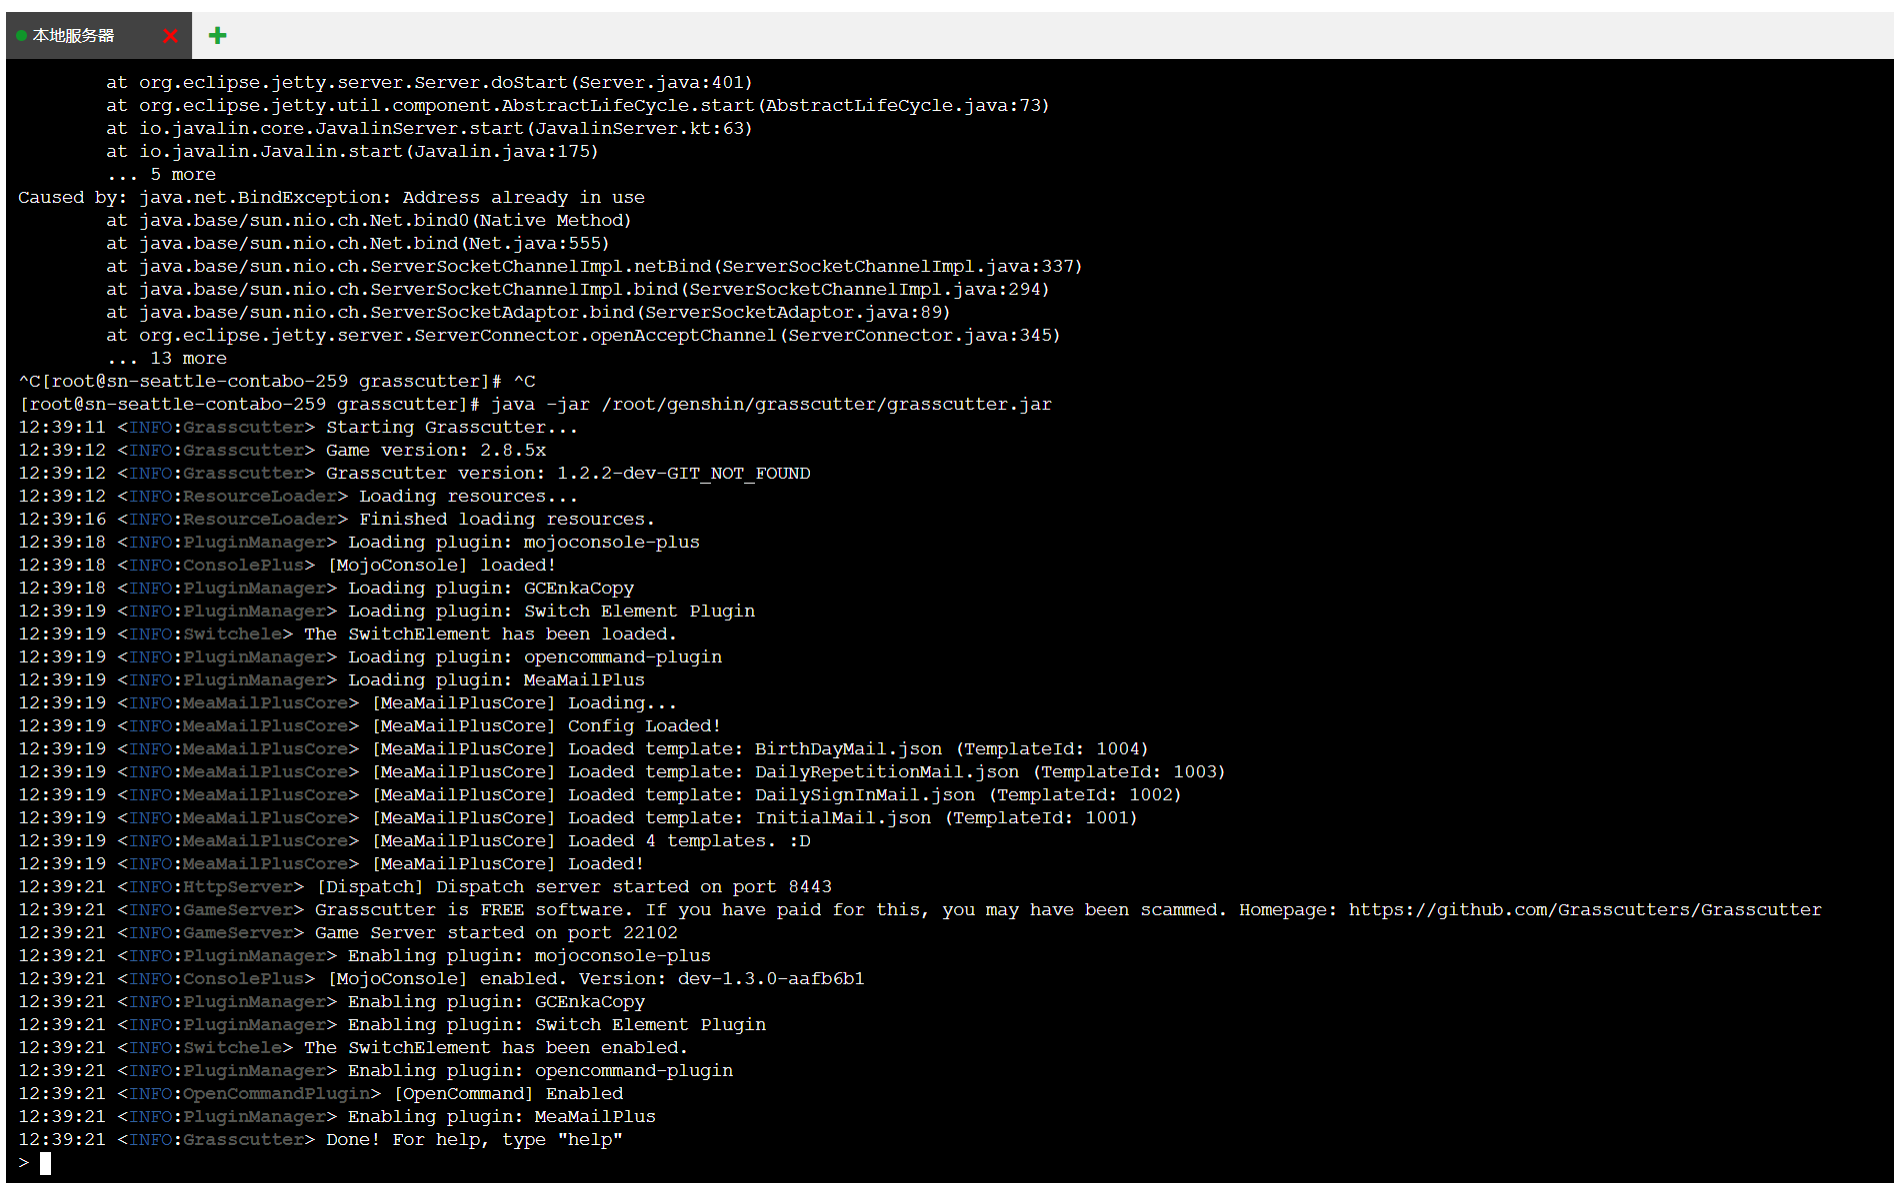 本地服务器
at org.eclipse.jetty.server.Server.doStart(Server.java:401)
at org.eclipse.jetty.util.component.AbstractLifeCycle.start(AbstractLifeCycle.java:73)
at io.javalin.core.JavalinServer.start(JavalinServer.kt:63)
at io.javalin.Javalin.start(Javalin.java:175)
... 5 more
Caused by: java.net.BindException: Address already in use
at java.base/sun.nio.ch.Net.bind0(Native Method)
at java.base/sun.nio.ch.Net.bind(Net.java:555)
at java.base/sun.nio.ch.ServerSocketChannelImpl.netBind(ServerSocketChannelImpl.java:337)
at java.base/sun.nio.ch.ServerSocketChannelImpl.bind(ServerSocketChannelImpl.java:294)
at java.base/sun.nio.ch.ServerSocketAdaptor.bind(ServerSocketAdaptor.java:89)
at org.eclipse.jetty.server.ServerConnector.openAcceptChannel(ServerConnector.java:345)
... 13 more
^C[root@sn-seattle-contabo-259 grasscutter]# ^C
[root@sn-seattle-contabo-259 grasscutter]# java -jar /root/genshin/grasscutter/grasscutter.jar
12:39:11 <INFO:Grasscutter> Starting Grasscutter...
12:39:12 <INFO:Grasscutter> Game version: 2.8.5x
12:39:12 <INFO:Grasscutter> Grasscutter version: 1.2.2-dev-GIT_NOT_FOUND
12:39:12 <INFO:ResourceLoader> Loading resources...
12:39:16 <INFO:ResourceLoader> Finished loading resources.
12:39:18 <INFO:PluginManager> Loading plugin: mojoconsole-plus
12:39:18 <INFO:ConsolePlus> [MojoConsole] loaded!
12:39:18 <INFO:PluginManager> Loading plugin: GCEnkaCopy
12:39:19 <INFO:PluginManager> Loading plugin: Switch Element Plugin
12:39:19 <INFO:Switchele> The SwitchElement has been loaded.
12:39:19 <INFO:PluginManager> Loading plugin: opencommand-plugin
12:39:19 <INFO:PluginManager> Loading plugin: MeaMailPlus
12:39:19 <INFO:MeaMailPlusCore> [MeaMailPlusCore] Loading...
12:39:19 <INFO:MeaMailPlusCore> [MeaMailPlusCore] Config Loaded!
12:39:19 <INFO:MeaMailPlusCore> [MeaMailPlusCore] Loaded template: BirthDayMail.json (TemplateId: 1004)
12:39:19 <INFO:MeaMailPlusCore> [MeaMailPlusCore] Loaded template: DailyRepetitionMail.json (TemplateId: 1003)
12:39:19 <INFO:MeaMailPlusCore> [MeaMailPlusCore] Loaded template: DailySignInMail.json (TemplateId: 1002)
12:39:19 <INFO:MeaMailPlusCore> [MeaMailPlusCore] Loaded template: InitialMail.json (TemplateId: 1001)
12:39:19 <INFO:MeaMailPlusCore> [MeaMailPlusCore] Loaded 4 templates. :D
12:39:19 <INFO:MeaMailPlusCore> [MeaMailPlusCore] Loaded!
12:39:21 <INFO:HttpServer> [Dispatch] Dispatch server started on port 8443
12:39:21 <INFO:GameServer> Grasscutter is FREE software. If you have paid for this, you may have been scammed. Homepage: https://github.com/Grasscutters/Grasscutter
12:39:21 <INFO:GameServer> Game Server started on port 22102
12:39:21 <INFO:PluginManager> Enabling plugin: mojoconsole-plus
12:39:21 <INFO:ConsolePlus> [MojoConsole] enabled. Version: dev-1.3.0-aafb6b1
12:39:21 <INFO:PluginManager> Enabling plugin: GCEnkaCopy
12:39:21 <INFO:PluginManager> Enabling plugin: Switch Element Plugin
12:39:21 <INFO:Switchele> The SwitchElement has been enabled.
12:39:21 <INFO:PluginManager> Enabling plugin: opencommand-plugin
12:39:21 <INFO:OpenCommandPlugin> [OpenCommand] Enabled
12:39:21 <INFO:PluginManager> Enabling plugin: MeaMailPlus
12:39:21 <INFO:Grasscutter> Done! For help, type "help"
>